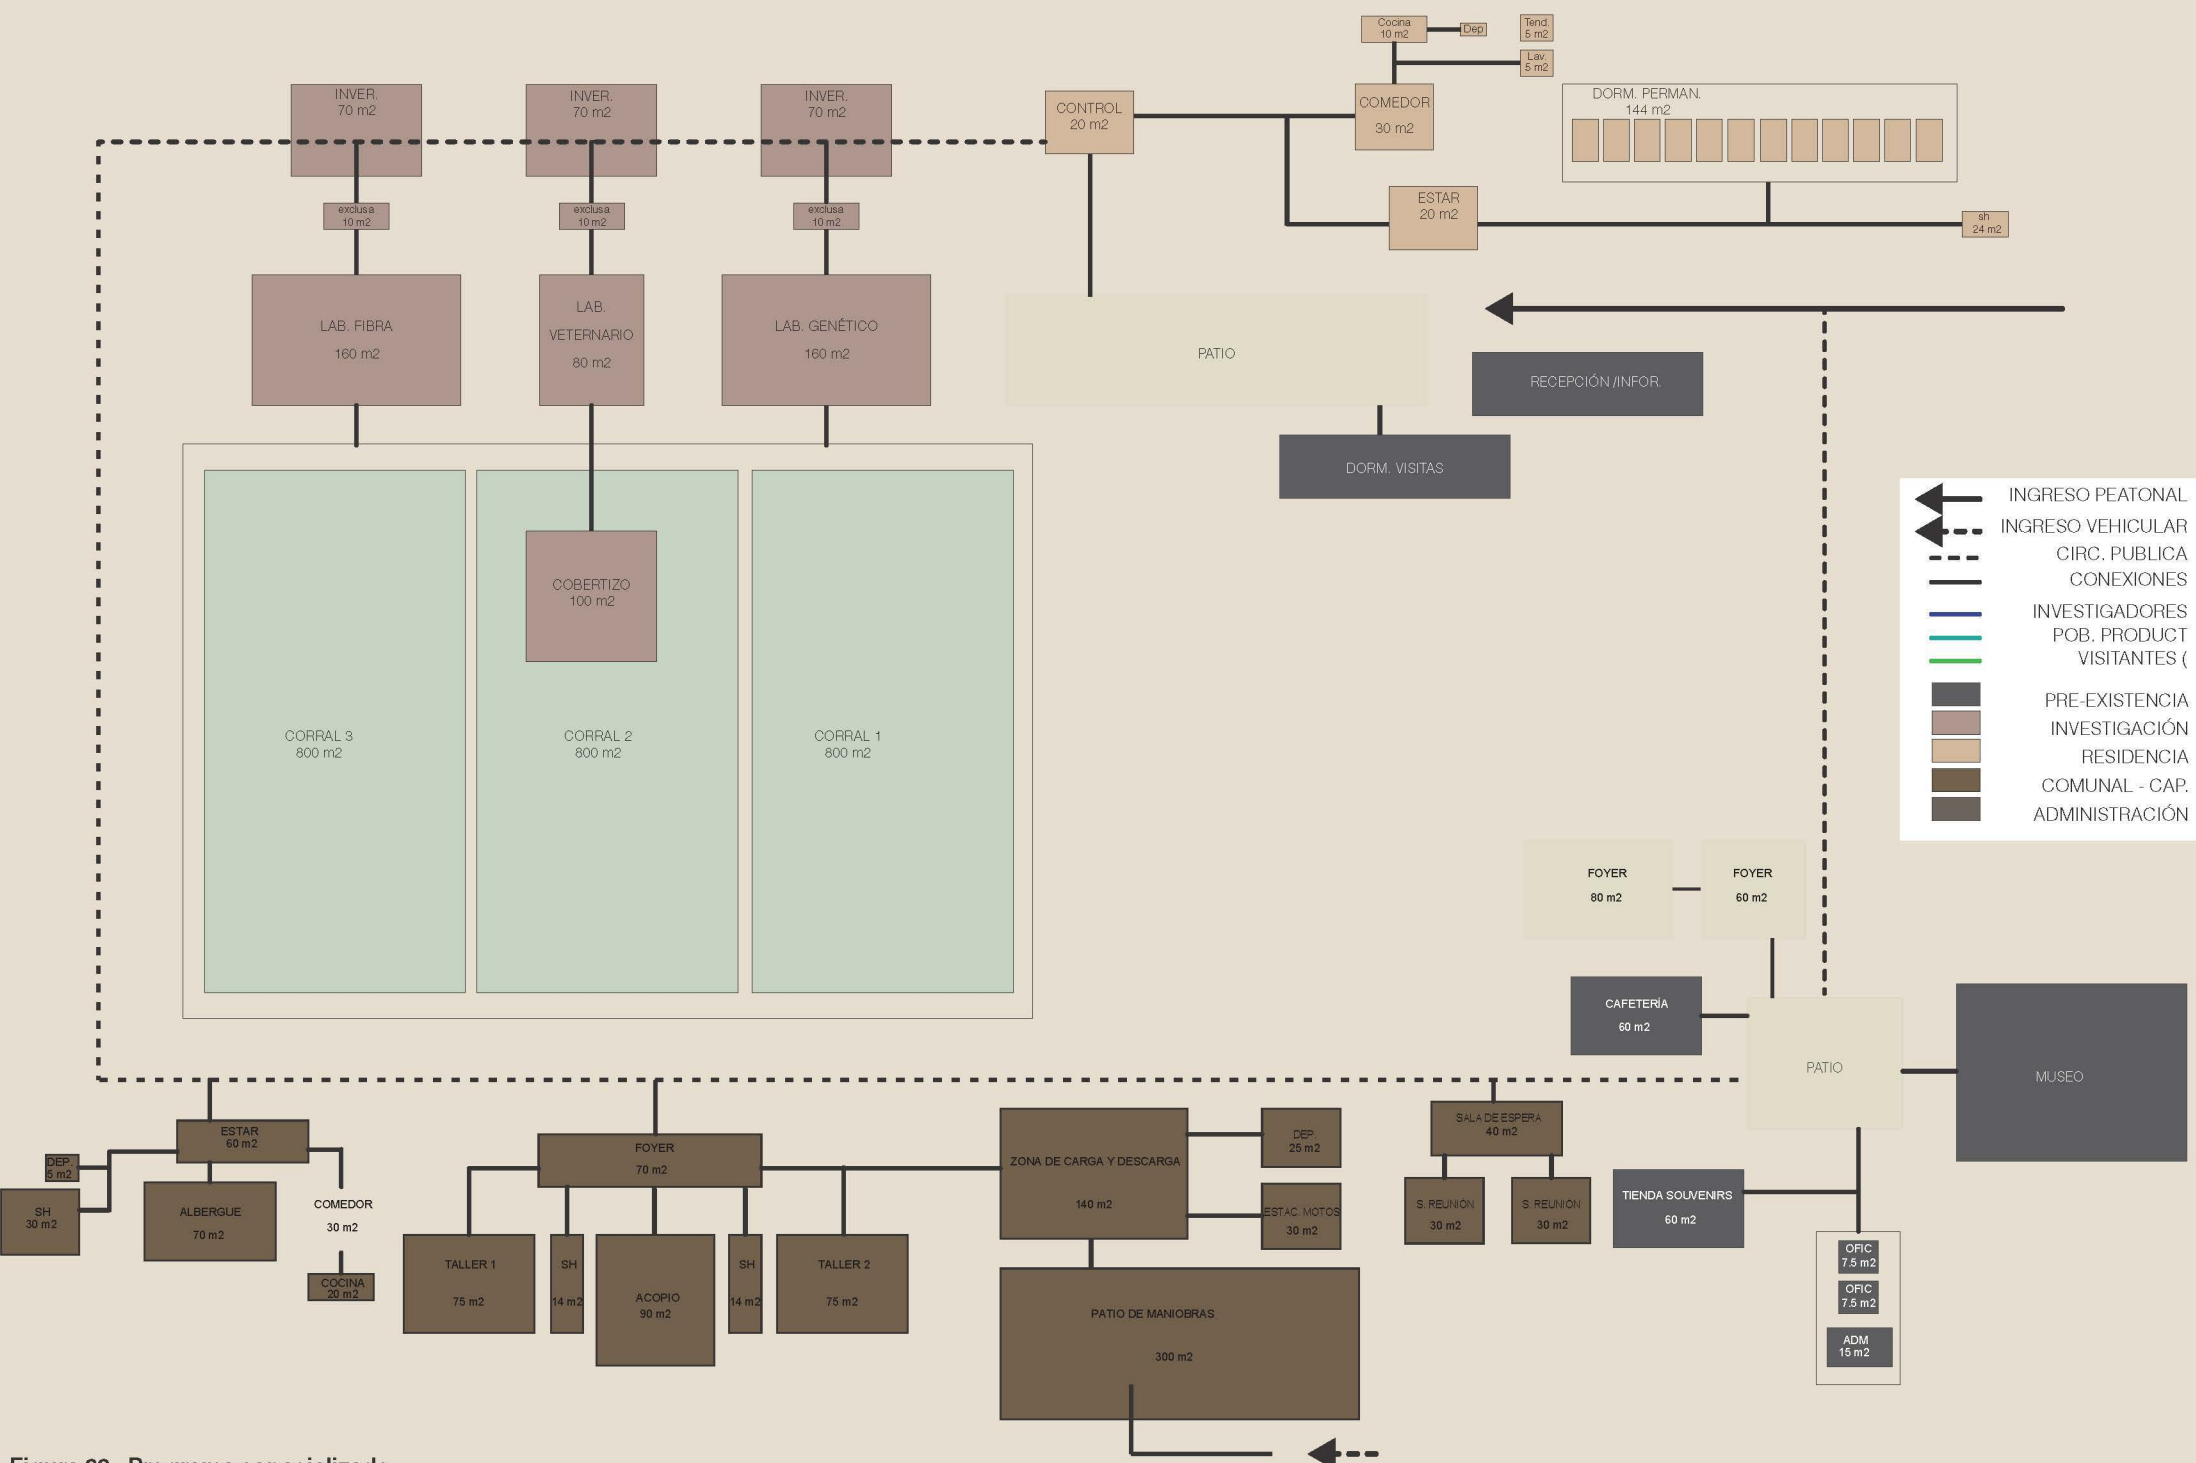 Cocina
10 m2
Dep
Tend.
5 m2
Lav.
5 m2
INVER.
70 m2
INVER.
70 m2
INVER.
70 m2
CONTROL
20 m2
COMEDOR
30 m2
DORM. PERMAN.
144 m2
exclusa
10 m2
exclusa
10 m2
exclusa
10 m2
ESTAR
20 m2
sh
24 m2
LAB. FIBRA
160 m2
LAB.
VETERNARIO
80 m2
LAB. GENÉTICO
160 m2
PATIO
RECEPCIÓN /INFOR.
DORM. VISITAS
INGRESO PEATONAL
INGRESO VEHICULAR
CIRC. PUBLICA
CONEXIONES
INVESTIGADORES
POB. PRODUCT
VISITANTES (
PRE-EXISTENCIA
INVESTIGACIÓN
RESIDENCIA
COMUNAL - CAP.
ADMINISTRACIÓN
COBERTIZO
100 m2
CORRAL 3
800 m2
CORRAL 2
800 m2
CORRAL 1
800 m2
FOYER
80 m2
FOYER
60 m2
CAFETERÍA
60 m2
PATIO
MUSEO
ESTAR
60 m2
DEP.
5 m2
SH
30 m2
ALBERGUE
70 m2
COMEDOR
30 m2
COCINA
20 m2
FOYER
70 m2
TALLER 1
75 m2
SH
14 m2
ACOPIO
90 m2
SH
14 m2
TALLER 2
75 m2
ZONA DE CARGA Y DESCARGA
140 m2
DEP.
25 m2
ESTAC. MOTOS
30 m2
PATIO DE MANIOBRAS
300 m2
SALA DE ESPERA
40 m2
S. REUNIÓN
30 m2
S. REUNIÓN
30 m2
TIENDA SOUVENIRS
60 m2
OFIC
7.5 m2
OFIC
7.5 m2
ADM
15 m2